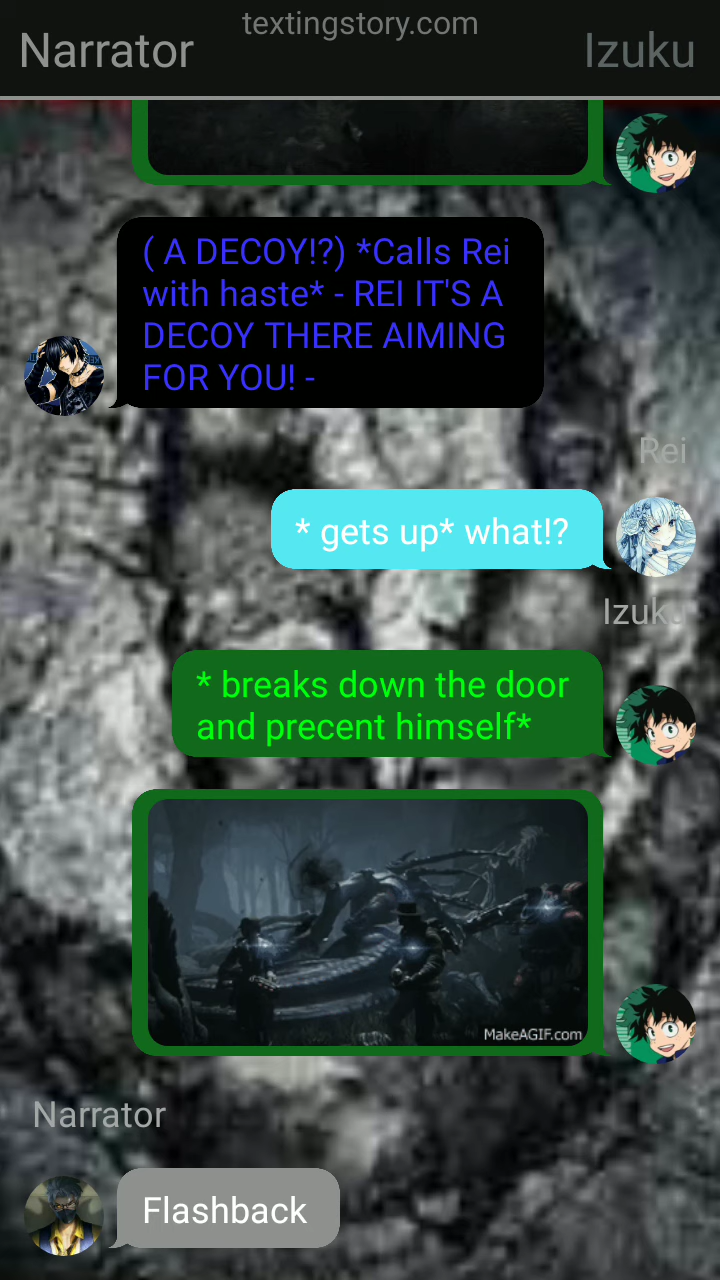 textingstory.com
Narrator
Izuku
( A DECOY!?) *Calls Rei
with haste* - REI IT'S A
DECOY THERE AIMING
FOR YOU! -
Rei
* gets up* what!?
Izuku
* breaks down the door
and precent himself*
MakeAGIF.com
Narrator
Flashback